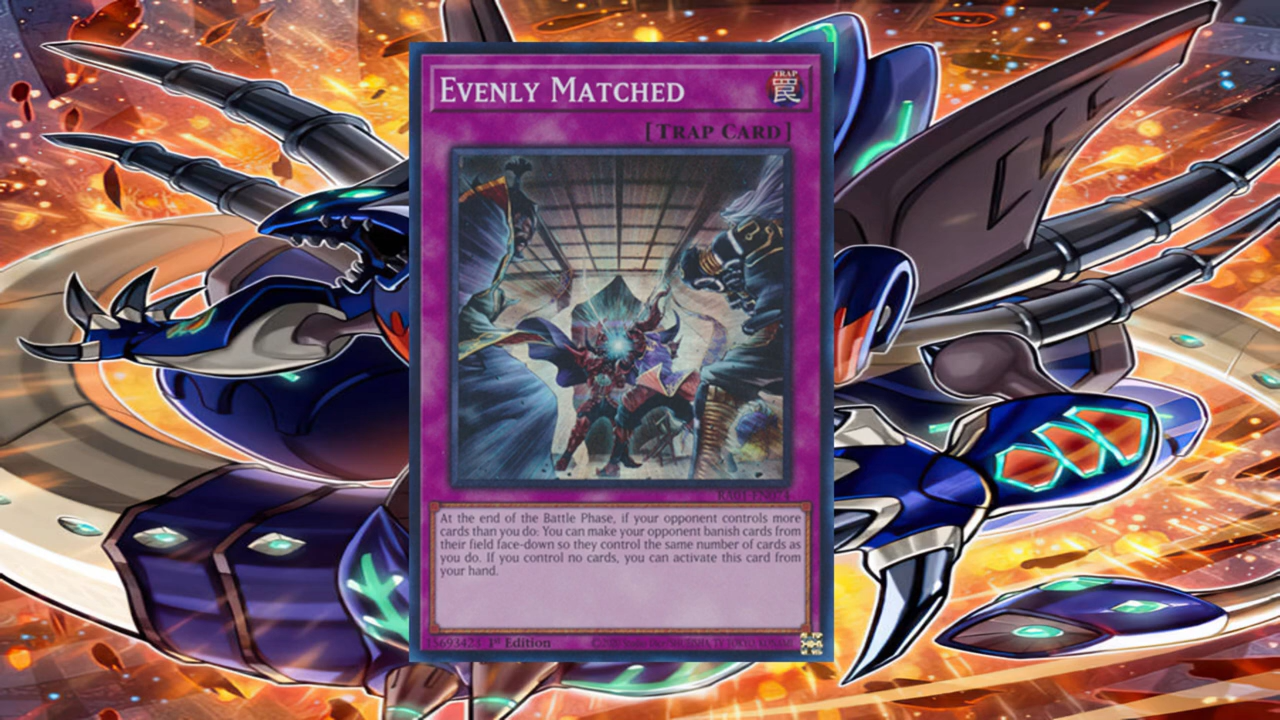 EVENLY MATCHED
TRAP
罠
[TRAP CARD]
RA01-EN074
At the end of the Battle Phase, if your opponent controls more
cards than you do: You can make your opponent banish cards from
their field face-down so they control the same number of cards as
you do. If you control no cards, you can activate this card from
your hand.
1st Edition